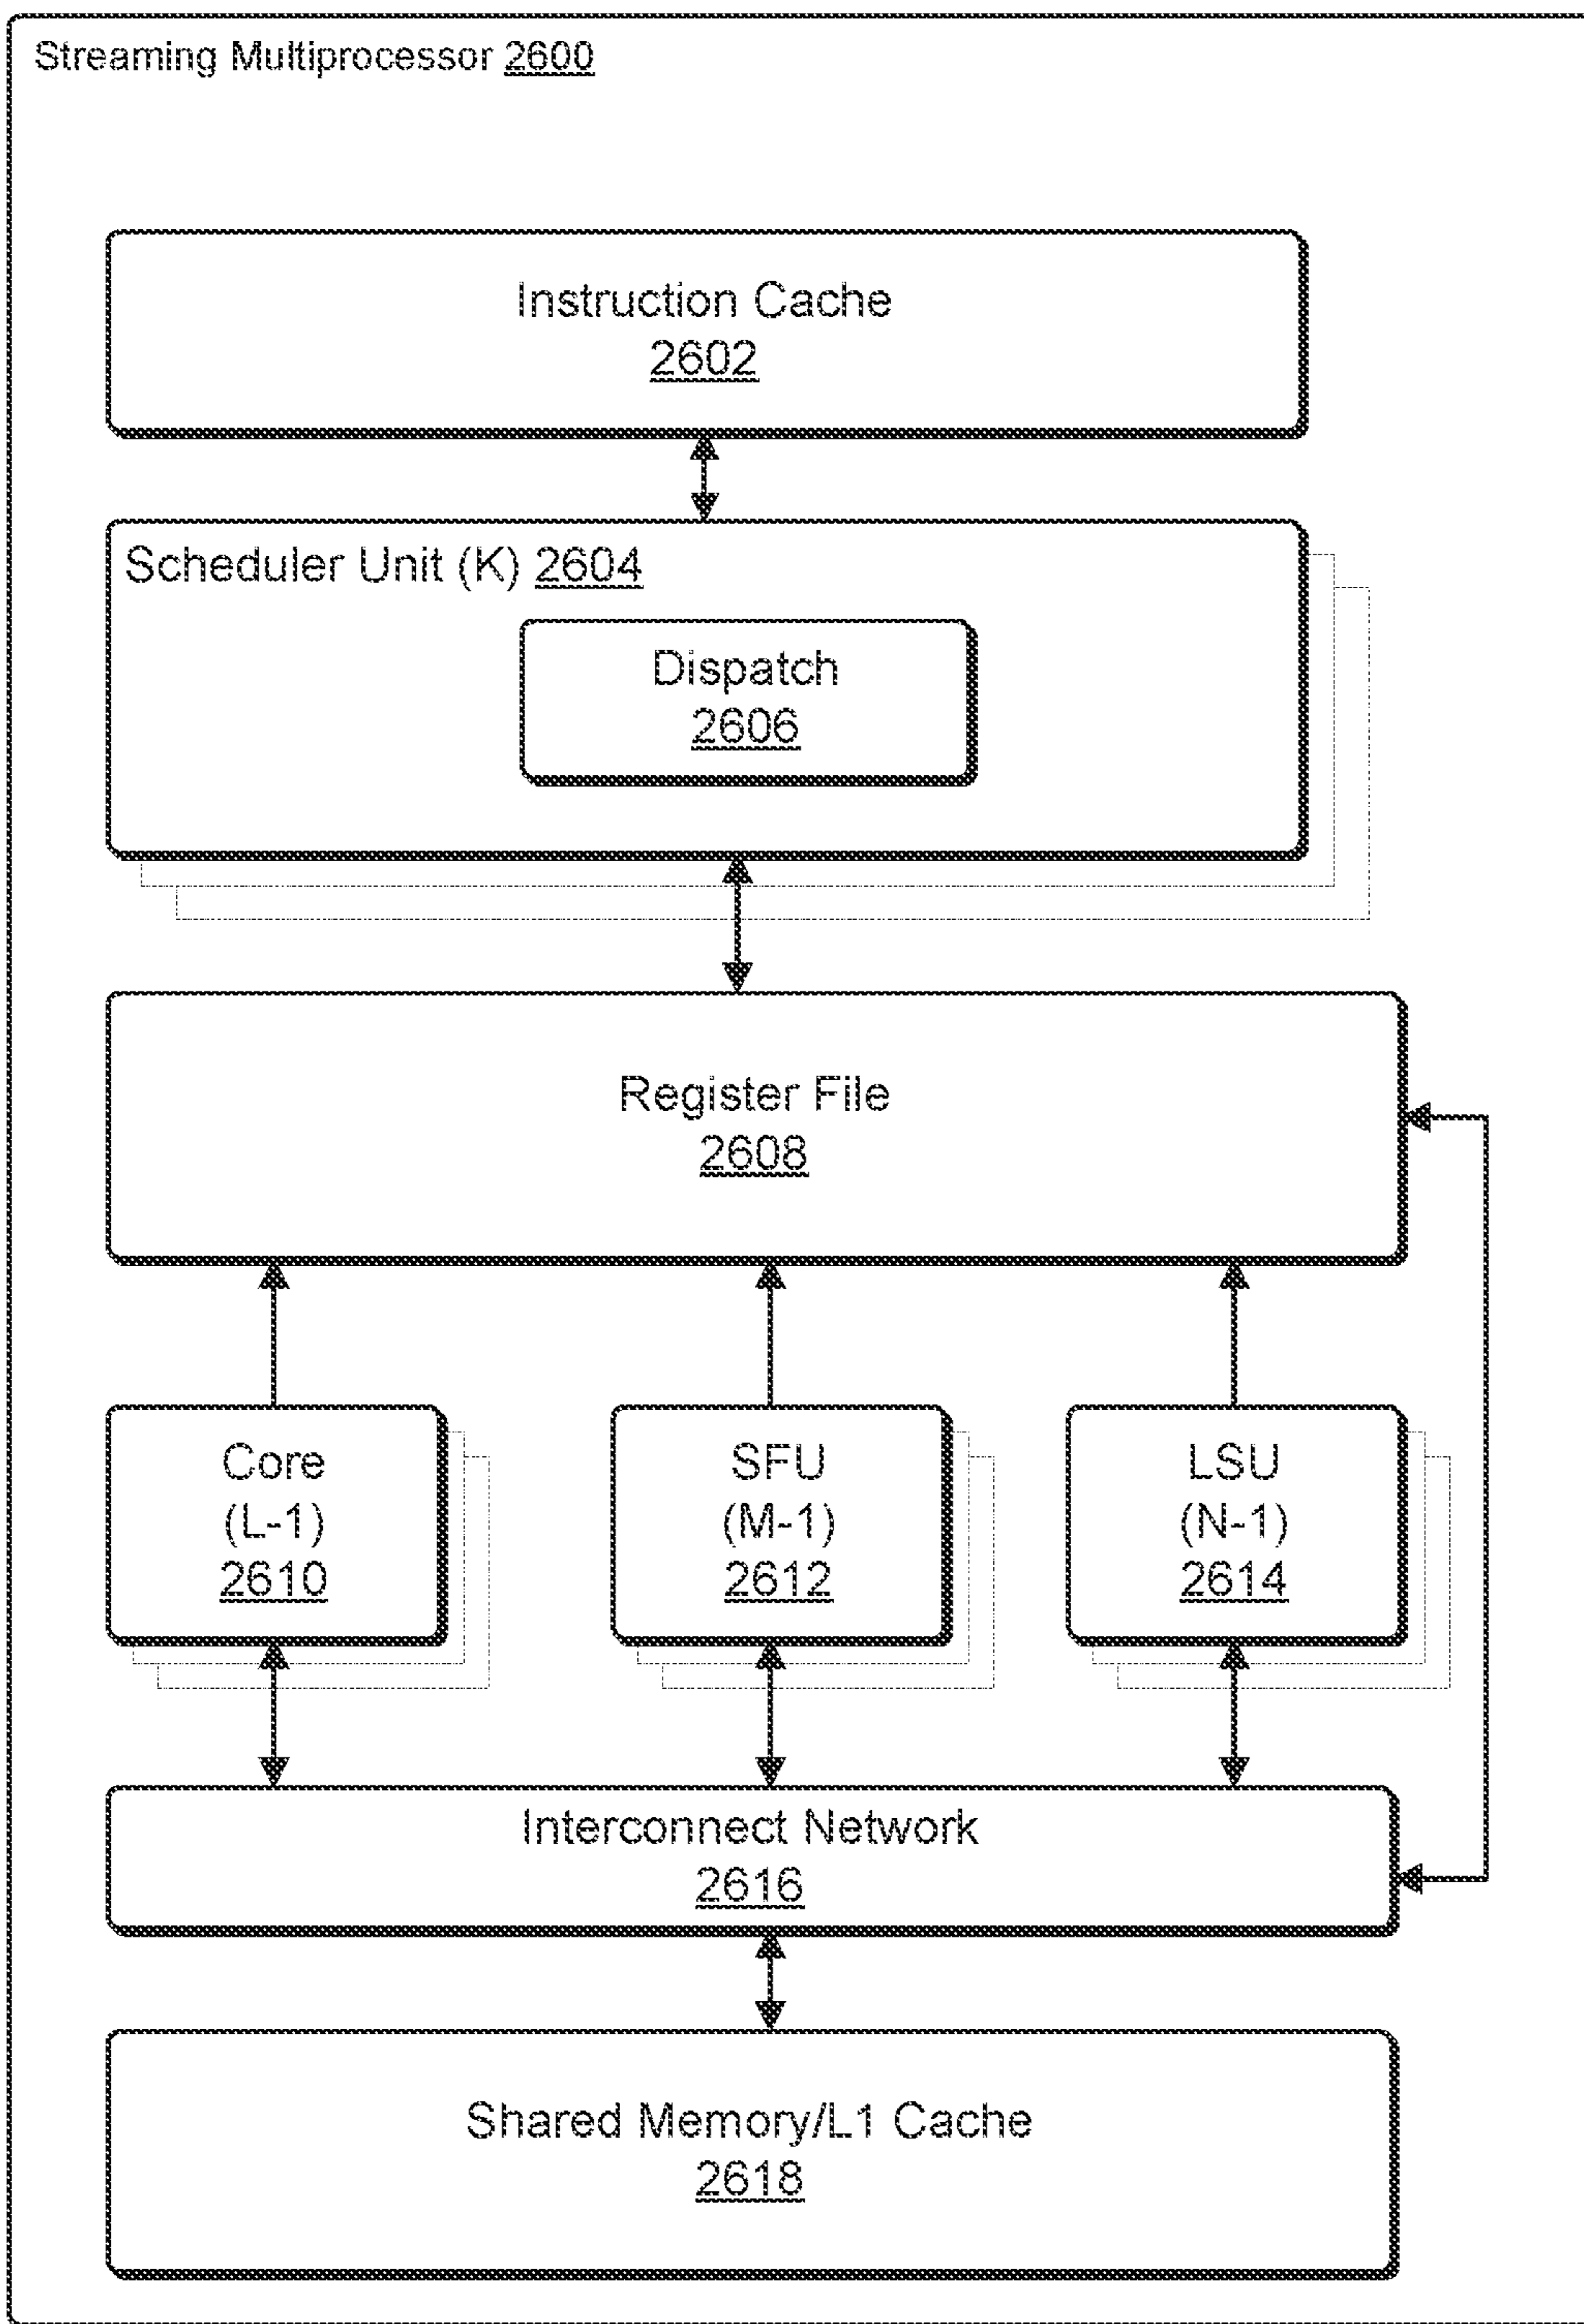 Streaming Multiprocessor 2600
Instruction Cache
2602
Scheduler Unit (K) 2604
Dispatch
2606
Register File
2608
Core
(L-1)
2610
SFU
(M-1)
2612
LSU
(N-1)
2614
Interconnect Network
2616
Shared Memory/L1 Cache
2618